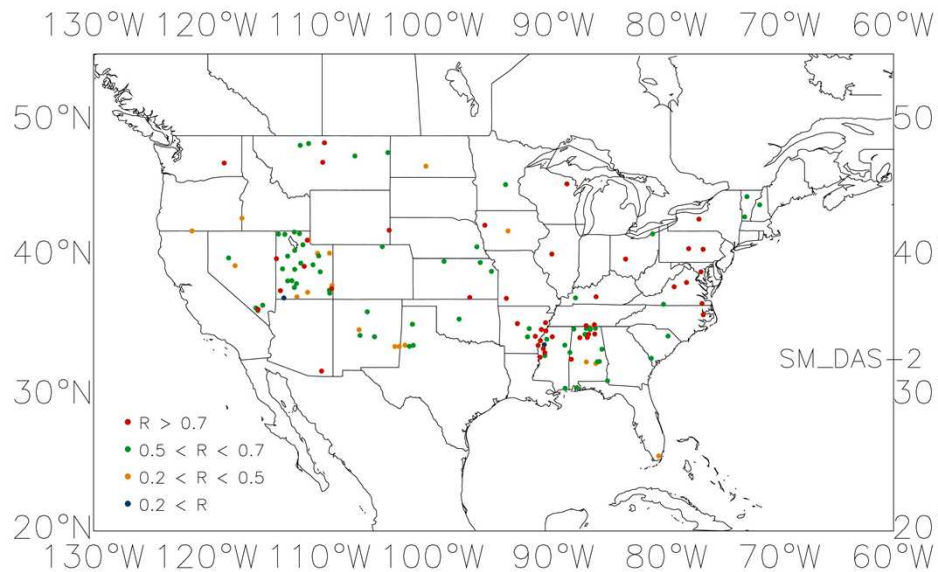 130°W 120°W 110°W 100°W 90°W 80°W 70°W 60°W
50°N 50
40°N 40
SM_DAS-2
30°N 30
R > 0.7
0.5 < R < 0.7
0.2 < R < 0.5
0.2 < R
20°N 20
130°W 120°W 110°W 100°W 90°W 80°W 70°W 60°W